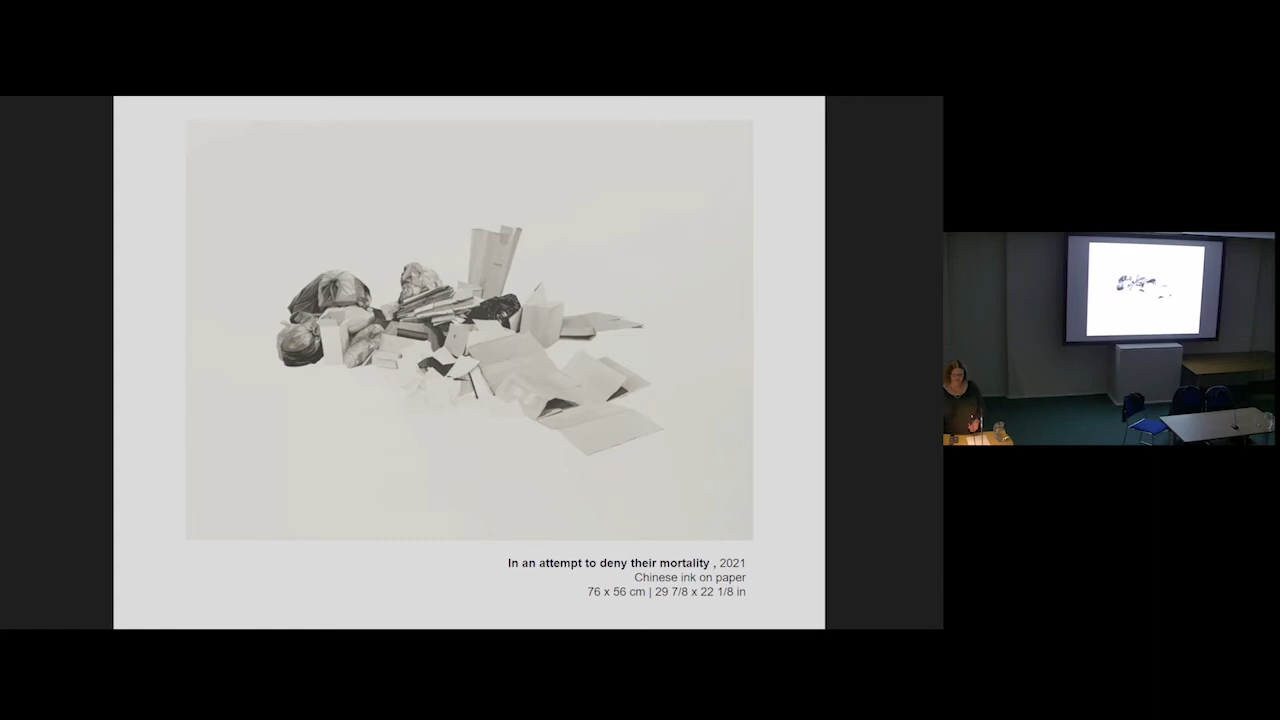 In an attempt to deny their mortality , 2021
Chinese ink on paper
76 x 56 cm | 29 7/8 x 22 1/8 in